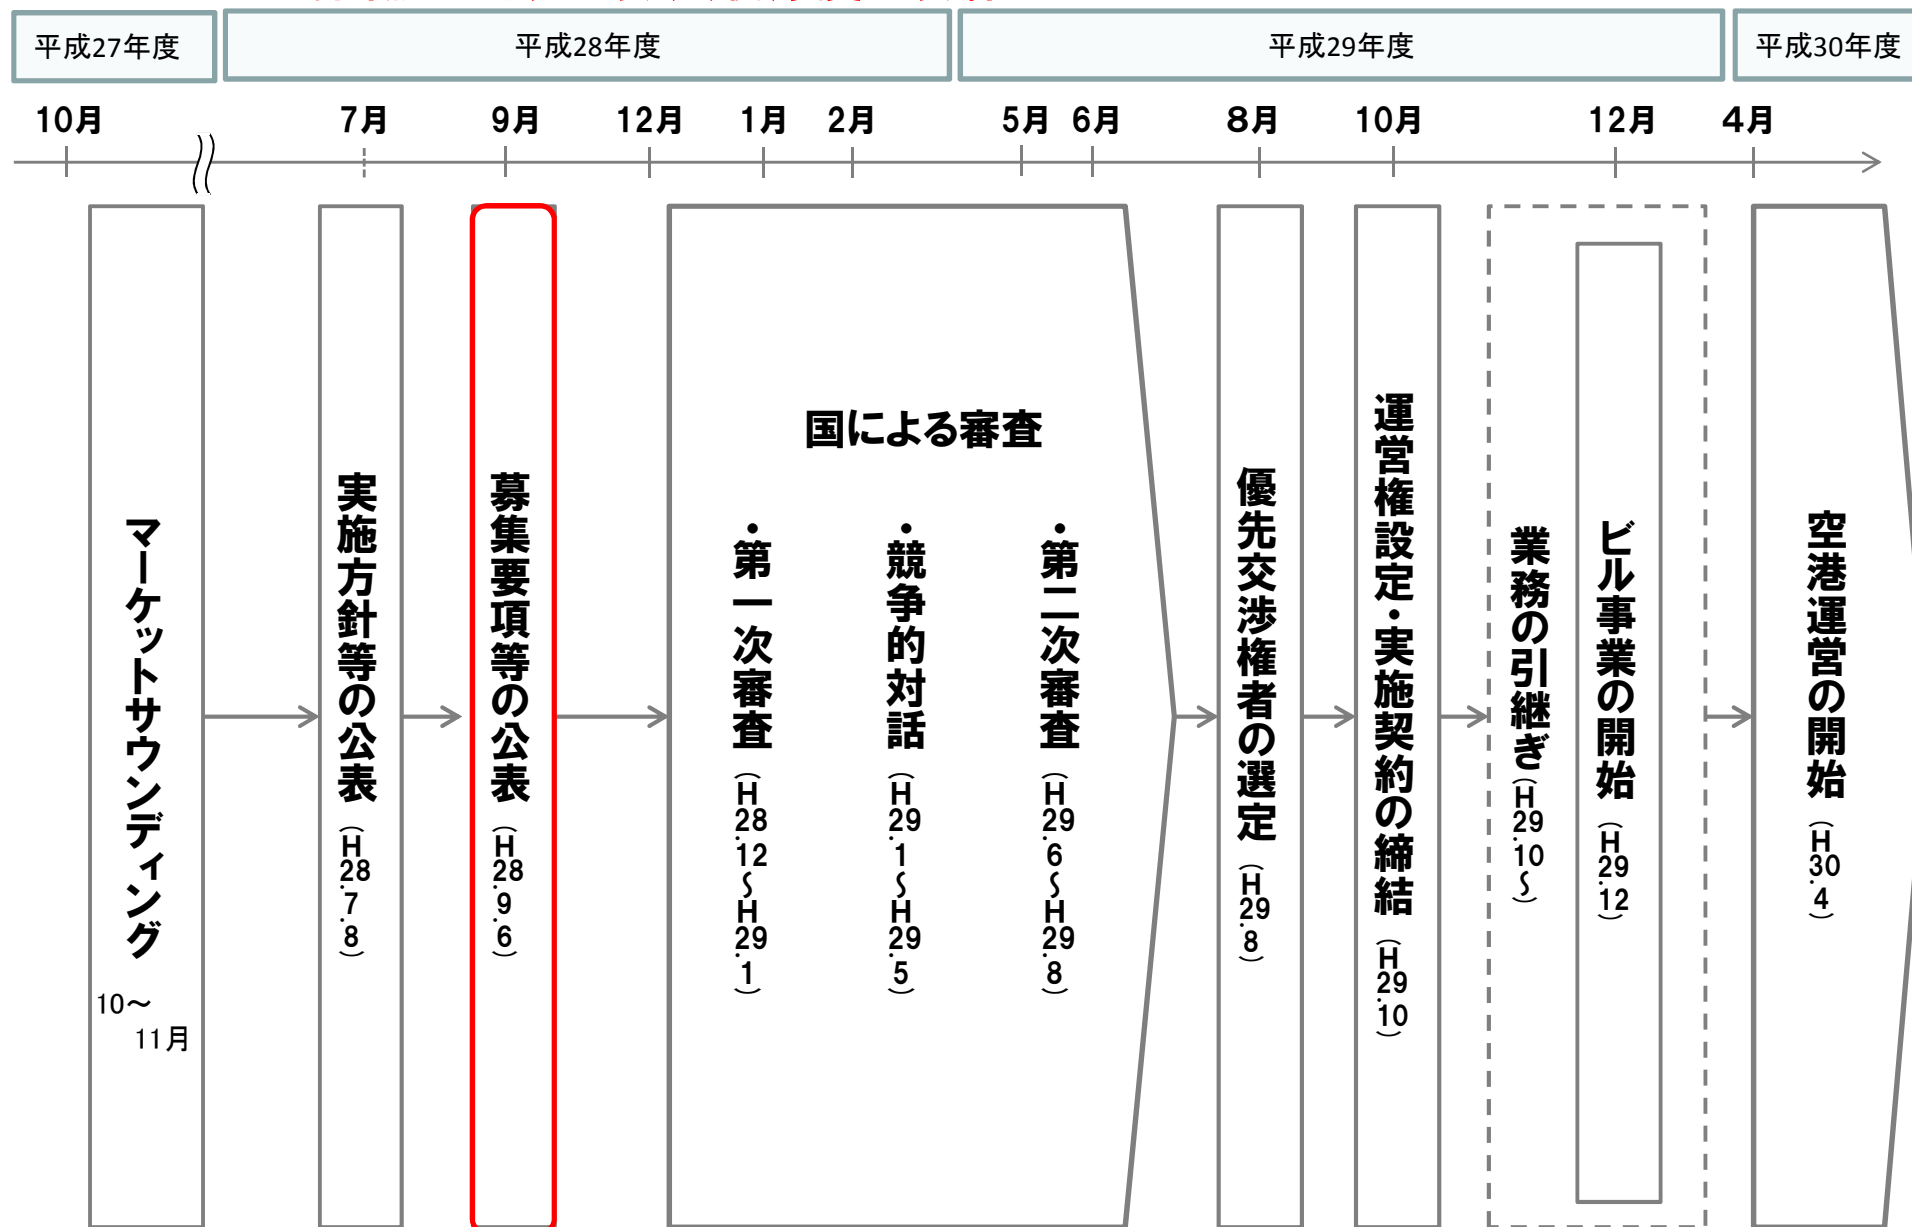 平成27年度
平成28年度
平成29年度
平成30年度
10月
7月
9月
12月
1月
2月
5月
6月
8月
10月
12月
4月
マーケットサウンディング
10～
11月
実施方針等の公表（H28.7.8）
募集要項等の公表（H28.9.6）
国による審査
・第一次審査（H28.12～H29.1）
・競争的対話（H29.1～H29.5）
・第二次審査（H29.6～H29.8）
優先交渉権者の選定（H29.8）
運営権設定・実施契約の締結（H29.10）
業務の引継ぎ（H29.10～）
ビル事業の開始（H29.12）
空港運営の開始（H30.4）